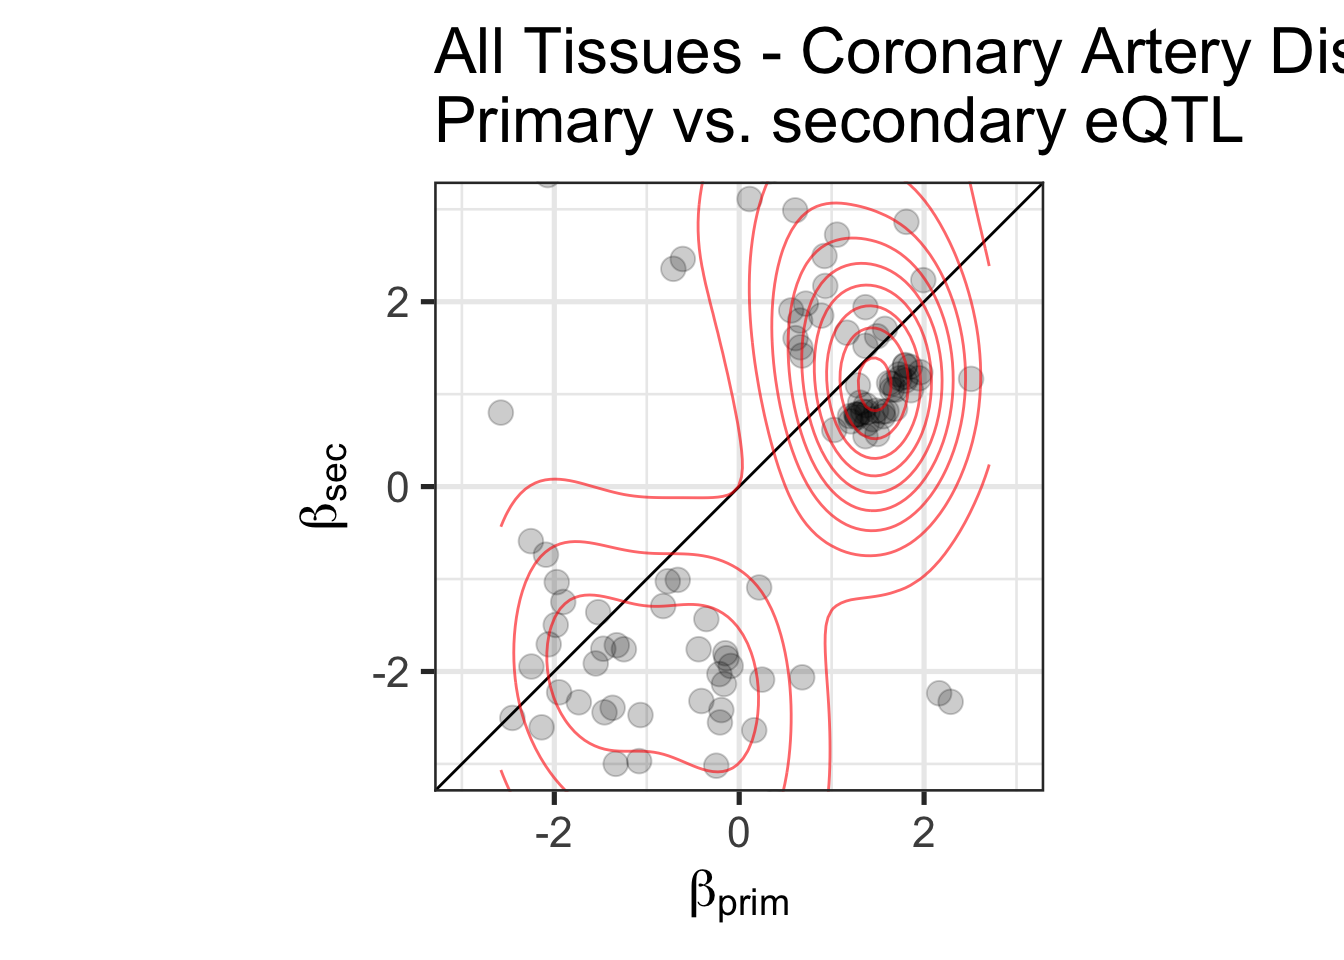 All Tissues - Coronary Artery Dis
Primary vs. secondary eQTL
βsec
2
0
-2
-2 0 2
βprim